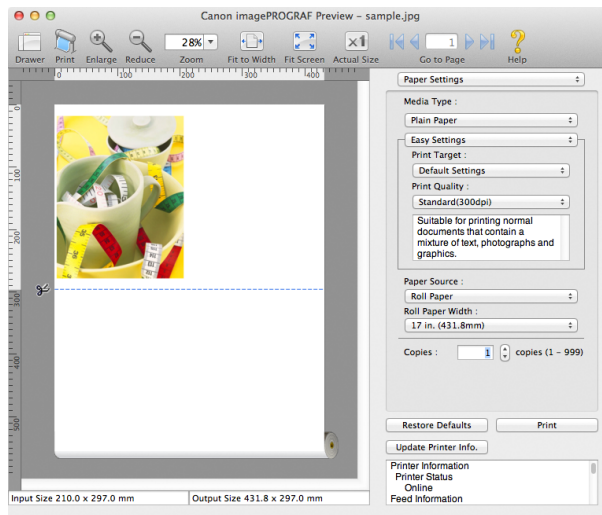 Canon imagePROGRAF Preview – sample.jpg
28%
1
Drawer Print Enlarge Reduce Zoom Fit to Width Fit Screen Actual Size Go to Page Help
0 100 200 300 400
0
100
200
300
400
500
Paper Settings
Media Type :
Plain Paper
Easy Settings
Print Target :
Default Settings
Print Quality :
Standard(300dpi)
Suitable for printing normal
documents that contain a
mixture of text, photographs and
graphics.
Paper Source :
Roll Paper
Roll Paper Width :
17 in. (431.8mm)
Copies : 1 copies (1 – 999)
Restore Defaults Print
Update Printer Info.
Printer Information
Printer Status
Online
Feed Information
Input Size 210.0 x 297.0 mm Output Size 431.8 x 297.0 mm